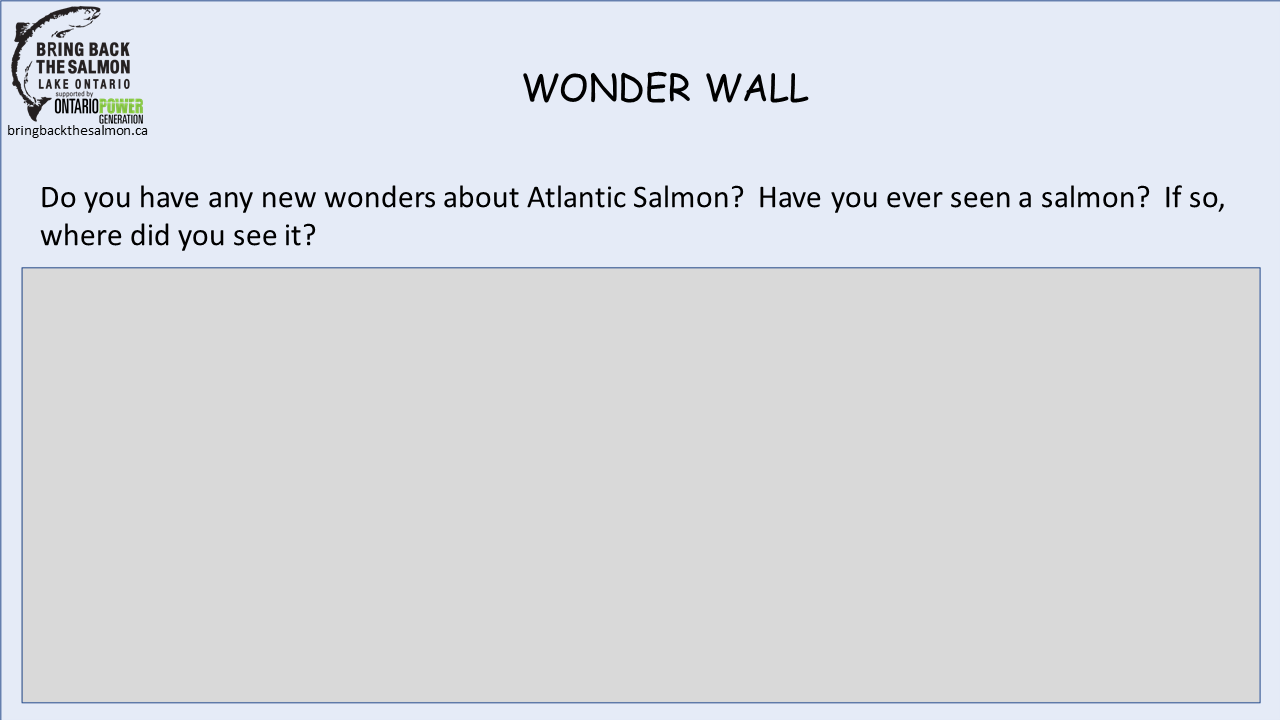 BRING BACK
THE SALMON
LAKE ONTARIO
supported by
ONTARIOPOWER
GENERATION
bringbackthesalmon.ca
WONDER WALL
Do you have any new wonders about Atlantic Salmon?  Have you ever seen a salmon?  If so,
where did you see it?